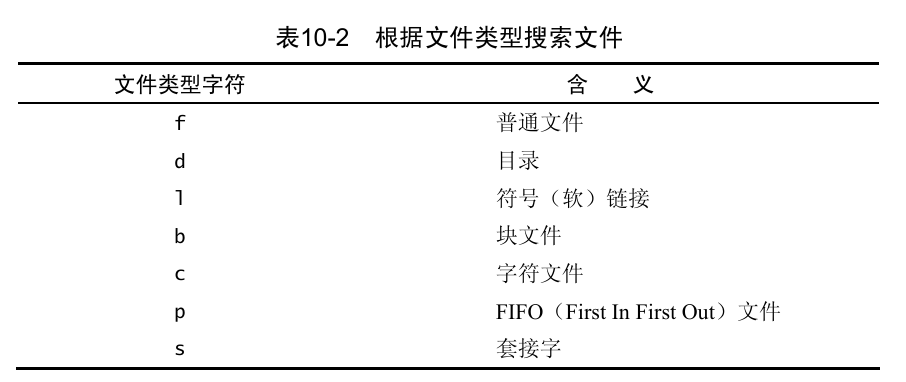 表10-2 根据文件类型搜索文件
文件类型字符 含 义
f 普通文件
d 目录
l 符号（软）链接
b 块文件
c 字符文件
p FIFO（First In First Out）文件
s 套接字